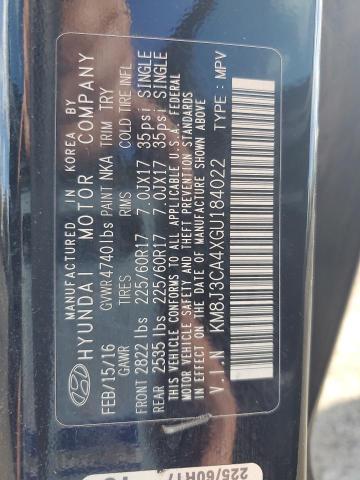 MANUFACTURED IN KOREA BY
HYUNDAI MOTOR COMPANY
FEB/15/16 GVWR 4740 lbs PAINT NKA TRIM TRY
GAWR TIRES RIMS COLD TIRE INFL
FRONT 2822 lbs 225/60R17 7.0JX17 35psi SINGLE
REAR 2535 lbs 225/60R17 7.0JX17 35psi SINGLE
THIS VEHICLE CONFORMS TO ALL APPLICABLE U.S.A. FEDERAL
MOTOR VEHICLE SAFETY AND THEFT PREVENTION STANDARDS
IN EFFECT ON THE DATE OF MANUFACTURE SHOWN ABOVE
V.I.N KM8J3CA4XGU184022 TYPE : MPV
225/60R17